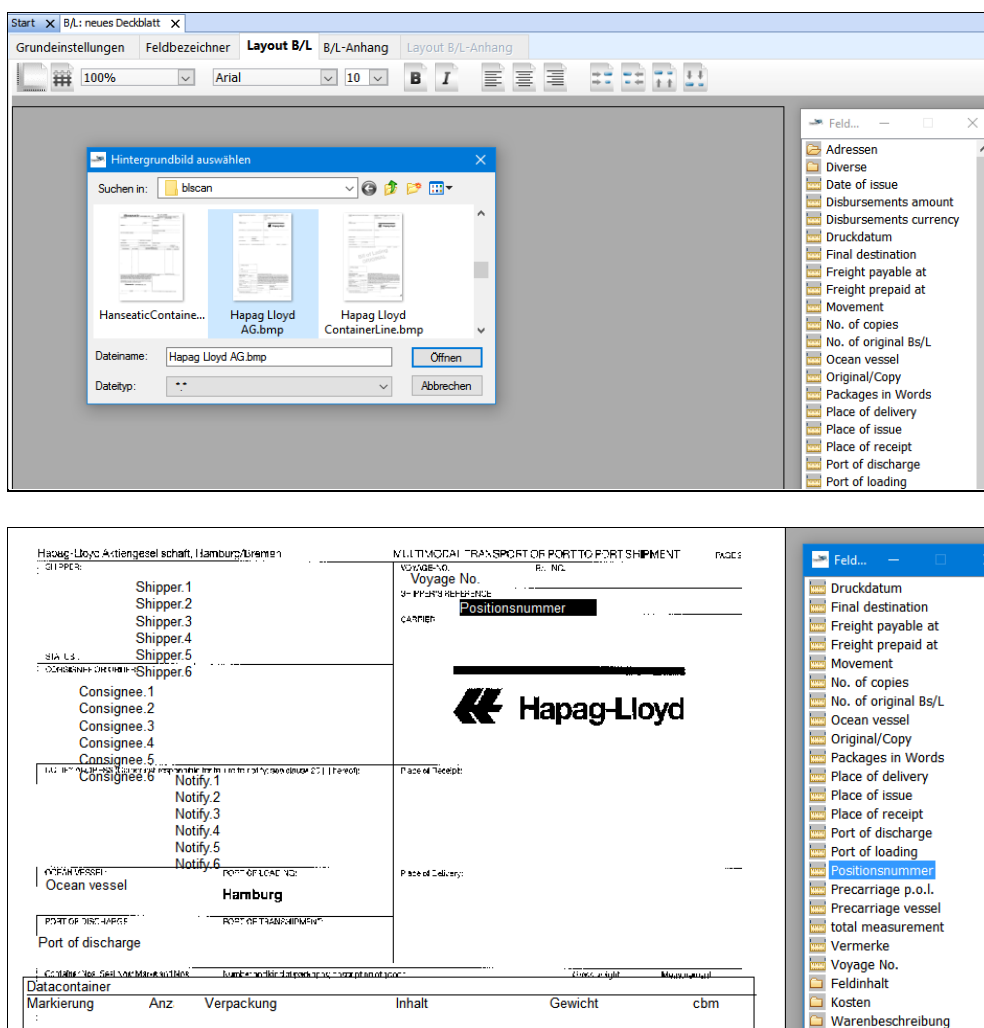 Start
B/L: neues Deckblatt
Grundeinstellungen
Feldbezeichner
Layout B/L
B/L-Anhang
Layout B/L-Anhang
100%
Arial
10
B
I
Feld...
Adressen
Diverse
Date of issue
Disbursements amount
Disbursements currency
Druckdatum
Final destination
Freight payable at
Freight prepaid at
Movement
No. of copies
No. of original Bs/L
Ocean vessel
Original/Copy
Packages in Words
Place of delivery
Place of issue
Place of receipt
Port of discharge
Port of loading
Hintergrundbild auswählen
Suchen in:
blscan
HanseaticContaine...
Hapag Lloyd
AG.bmp
Hapag Lloyd
ContainerLine.bmp
Dateiname:
Hapag Lloyd AG.bmp
Öffnen
Dateityp:
*.*
Abbrechen
Hapag-Lloyd Aktiengesellschaft, Hamburg/Bremen
MULTIMODAL TRANSPORT OF PORT TO PORT SHIPMENT
SHIPPER:
VOYAGE-NO.
Voyage No.
SHIPPER'S REFERENCE
Positionsnummer
CARRIER:
Shipper.1
Shipper.2
Shipper.3
Shipper.4
Shipper.5
Shipper.6
Consignee.1
Consignee.2
Consignee.3
Consignee.4
Consignee.5
Consignee.6
Hapag-Lloyd
Place of Receipt:
Notify.1
Notify.2
Notify.3
Notify.4
Notify.5
Notify.6
OCEAN VESSEL:
PORT OF LOADING:
Place of Delivery:
Ocean vessel
Hamburg
PORT OF DISCHARGE
PORT OF TRANSHIPMENT:
Port of discharge
Datacontainer
Markierung
Anz
Verpackung
Inhalt
Gewicht
cbm
Feld...
Druckdatum
Final destination
Freight payable at
Freight prepaid at
Movement
No. of copies
No. of original Bs/L
Ocean vessel
Original/Copy
Packages in Words
Place of delivery
Place of issue
Place of receipt
Port of discharge
Port of loading
Positionsnummer
Precarriage p.o.l.
Precarriage vessel
total measurement
Vermerke
Voyage No.
Feldinhalt
Kosten
Warenbeschreibung